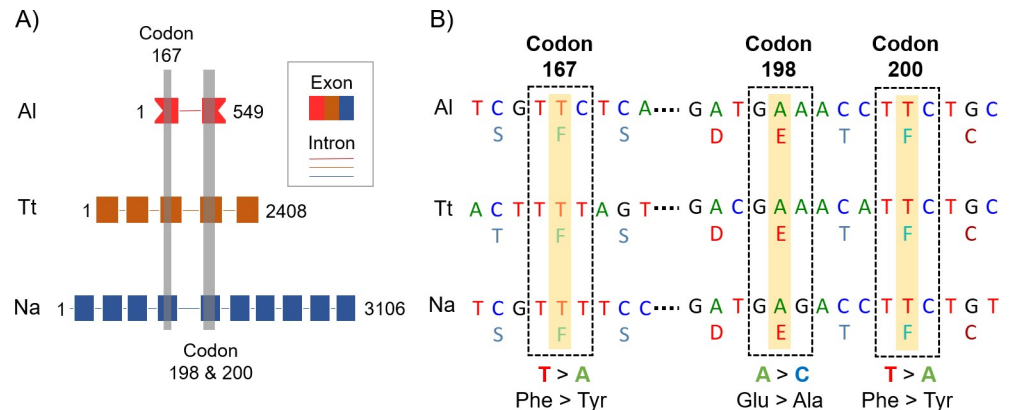 A)
Codon
167
Al
1
549
Exon
Intron
Tt
1
2408
Na
1
3106
Codon
198 & 200
B)
Codon
167
Codon
198
Codon
200
Al
T C G T T C T C A ···· G A T G A A A C C T T C T G C
S F S D E T F C
Tt
A C T T T T A G T ···· G A C G A A A C A T T C T G C
T F S D E T F C
Na
T C G T T T T C C ···· G A T G A G A C C T T C T G T
S F S D E T F C
T > A
Phe > Tyr
A > C
Glu > Ala
T > A
Phe > Tyr